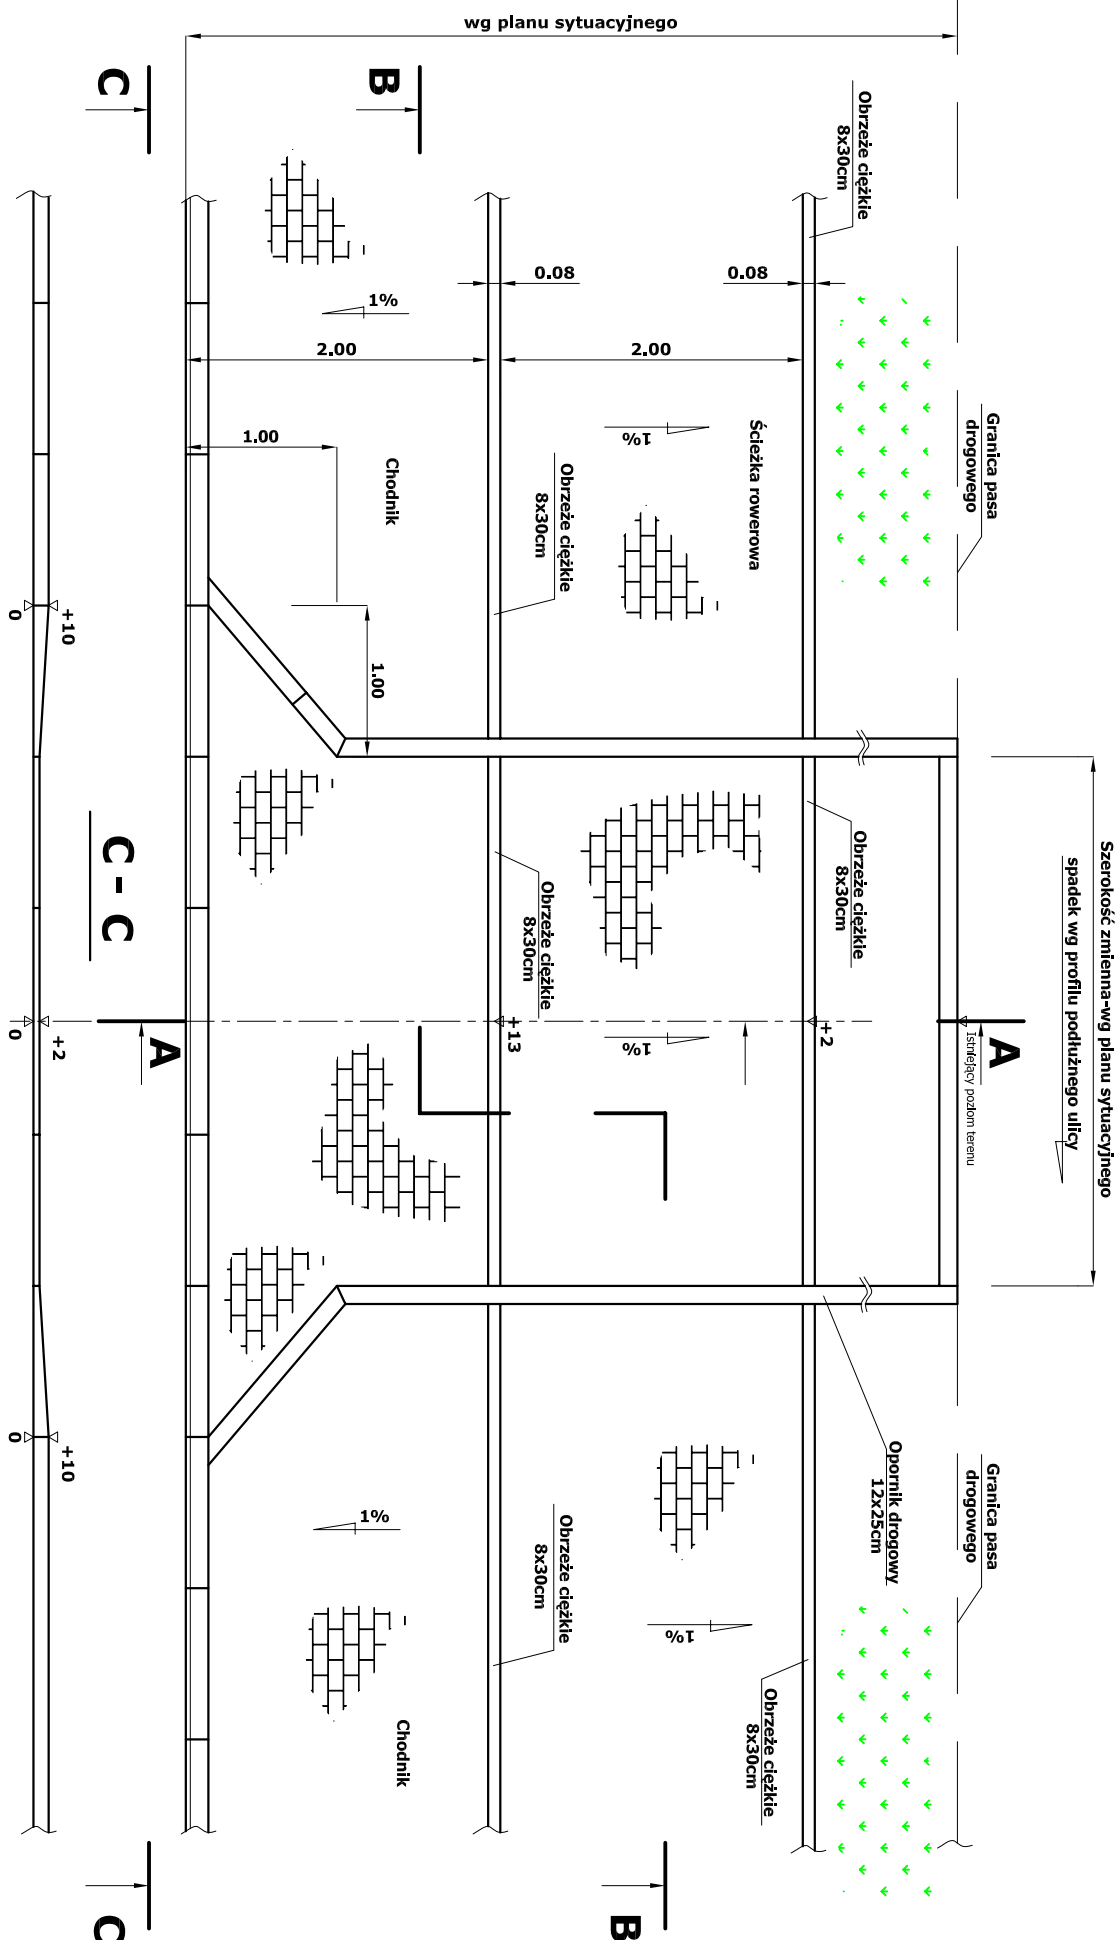 wg planu sytuacyjnego
C
B
Obrzeże ciężkie
8x30cm
0.08
0.08
1%
2.00
2.00
1.00
Chodnik
1%
Ścieżka rowerowa
Granica pasa
drogowego
Obrzeże ciężkie
8x30cm
1.00
+10
0
Szerokość zmienna-wg planu sytuacyjnego
spadek wg profilu podłużnego ulicy
Obrzeże ciężkie
8x30cm
Obrzeże ciężkie
8x30cm
C - C
+2
0
A
+13
1%
+2
A
Istniejący poziom terenu
+10
0
Opornik drogowy
12x25cm
Granica pasa
drogowego
1%
Obrzeże ciężkie
8x30cm
1%
Obrzeże ciężkie
8x30cm
Chodnik
C
B